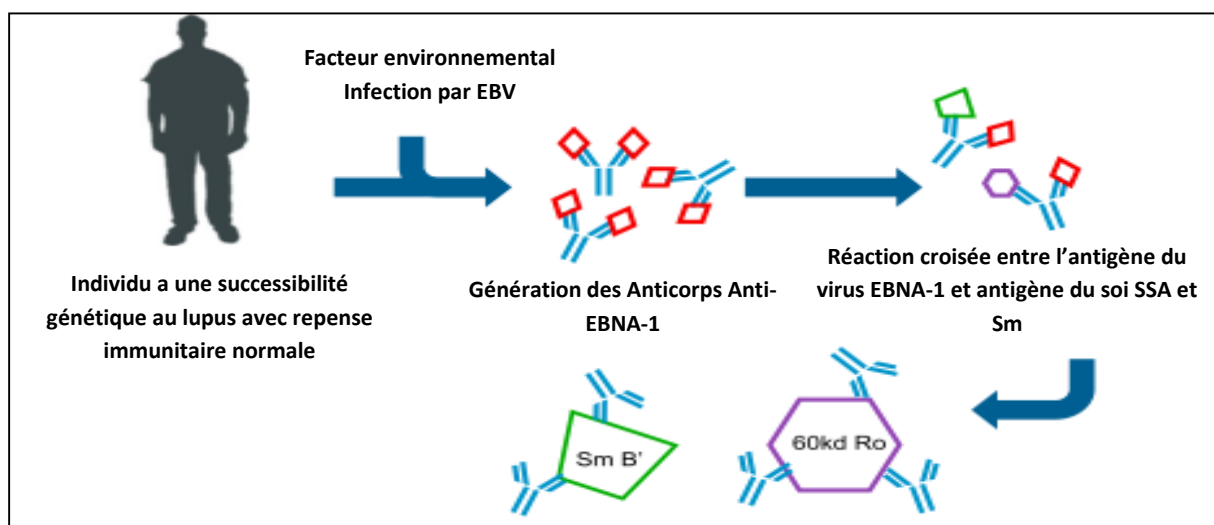 Facteur environnemental
Infection par EBV
Individu a une successibilité
génétique au lupus avec repense
immunitaire normale
Génération des Anticorps Anti-
EBNA-1
Réaction croisée entre l’antigène du
virus EBNA-1 et antigène du soi SSA et
Sm
Sm B'
60kd Ro